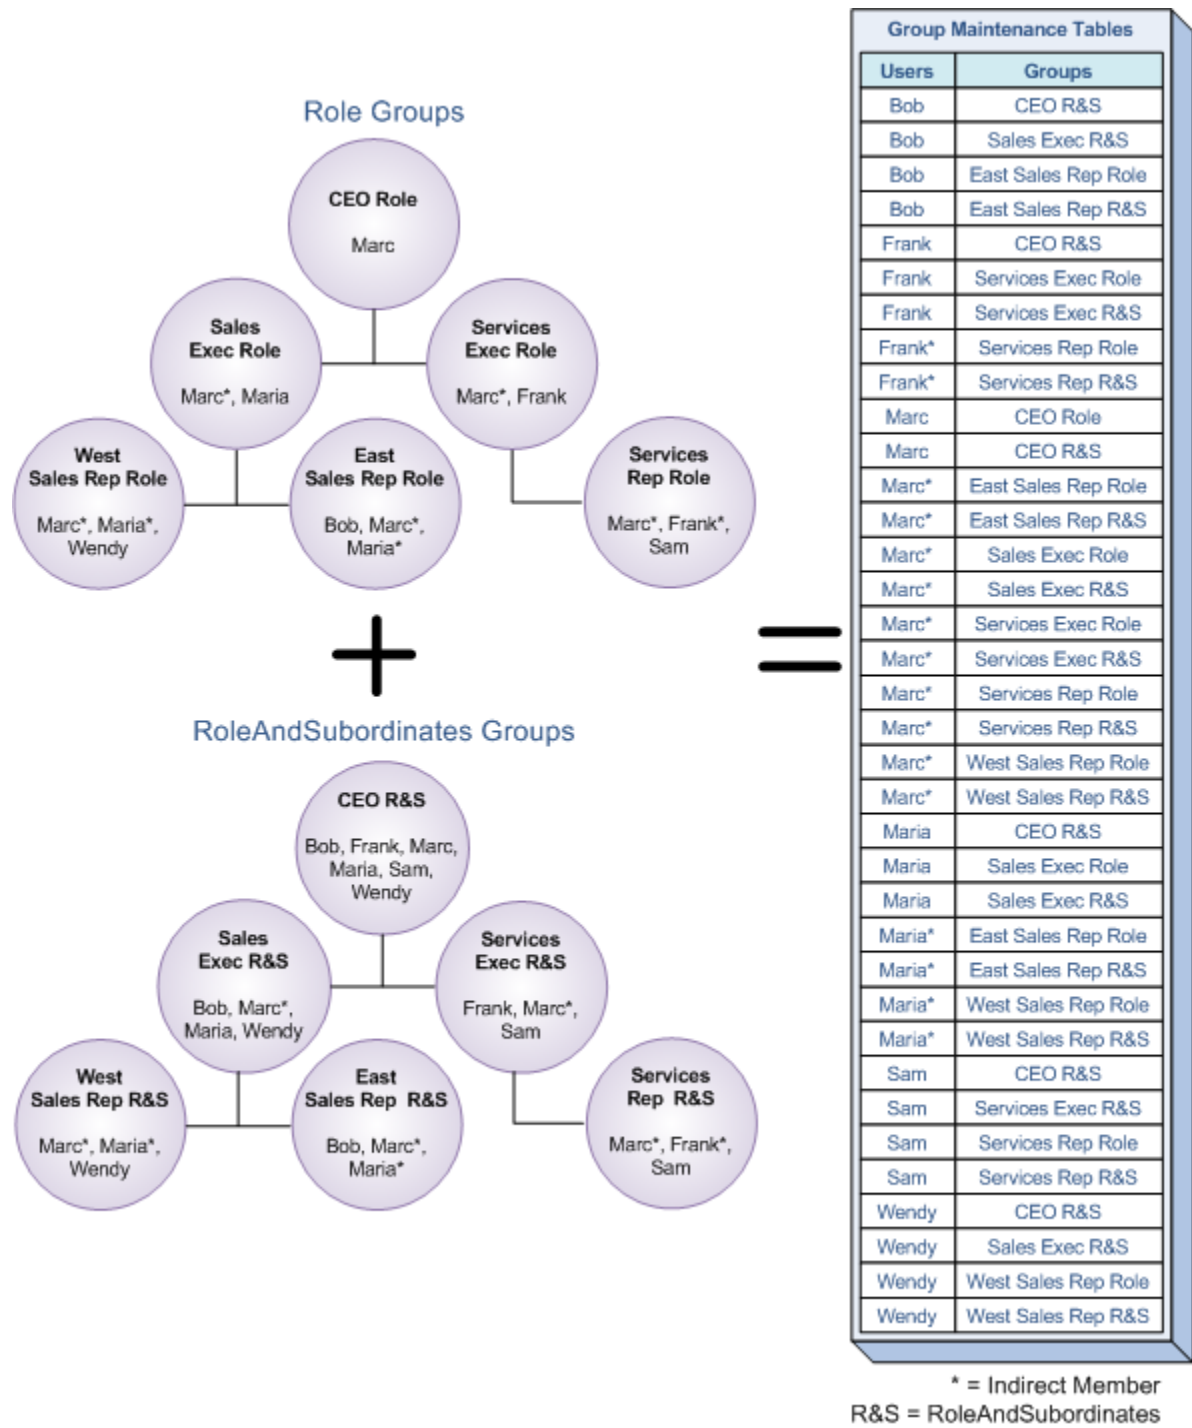 Role Groups
CEO Role
Marc
Sales
Exec Role
Marc*, Maria
Services
Exec Role
Marc*, Frank
West
Sales Rep Role
Marc*, Maria*,
Wendy
East
Sales Rep Role
Bob, Marc*,
Maria*
Services
Rep Role
Marc*, Frank*,
Sam
+
RoleAndSubordinates Groups
CEO R&S
Bob, Frank, Marc,
Maria, Sam,
Wendy
Sales
Exec R&S
Bob, Marc*,
Maria, Wendy
Services
Exec R&S
Frank, Marc*,
Sam
West
Sales Rep R&S
Marc*, Maria*,
Wendy
East
Sales Rep R&S
Bob, Marc*,
Maria*
Services
Rep R&S
Marc*, Frank*,
Sam
=
Group Maintenance Tables
Users Groups
Bob CEO R&S
Bob Sales Exec R&S
Bob East Sales Rep Role
Bob East Sales Rep R&S
Frank CEO R&S
Frank Services Exec Role
Frank Services Exec R&S
Frank* Services Rep Role
Frank* Services Rep R&S
Marc CEO Role
Marc CEO R&S
Marc* East Sales Rep Role
Marc* East Sales Rep R&S
Marc* Sales Exec Role
Marc* Sales Exec R&S
Marc* Services Exec Role
Marc* Services Exec R&S
Marc* Services Rep Role
Marc* Services Rep R&S
Marc* West Sales Rep Role
Marc* West Sales Rep R&S
Maria CEO R&S
Maria Sales Exec Role
Maria Sales Exec R&S
Maria* East Sales Rep Role
Maria* East Sales Rep R&S
Maria* West Sales Rep Role
Maria* West Sales Rep R&S
Sam CEO R&S
Sam Services Exec R&S
Sam Services Rep Role
Sam Services Rep R&S
Wendy CEO R&S
Wendy Sales Exec R&S
Wendy West Sales Rep Role
Wendy West Sales Rep R&S
* = Indirect Member
R&S = RoleAndSubordinates